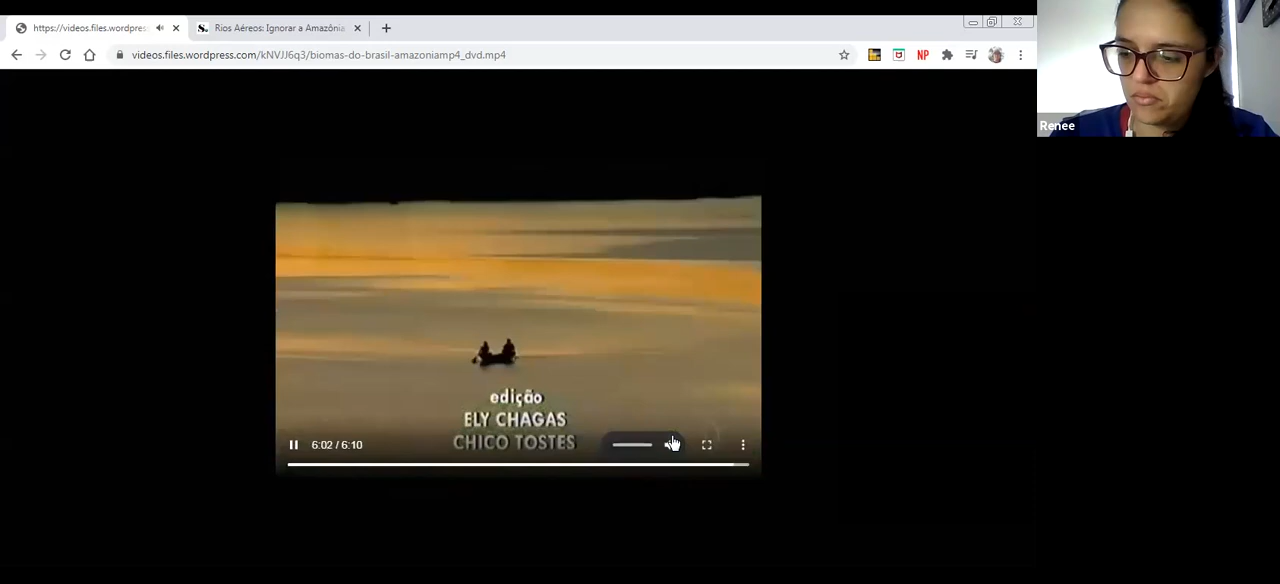 https://videos.files.wordpres
Rios Aéreos: Ignorar a Amazônia
videos.files.wordpress.com/kNVJJ6q3/biomas-do-brasil-amazoniamp4_dvd.mp4
NP
Renee
edição
ELY CHAGAS
CHICO TOSTES
6:02 / 6:10